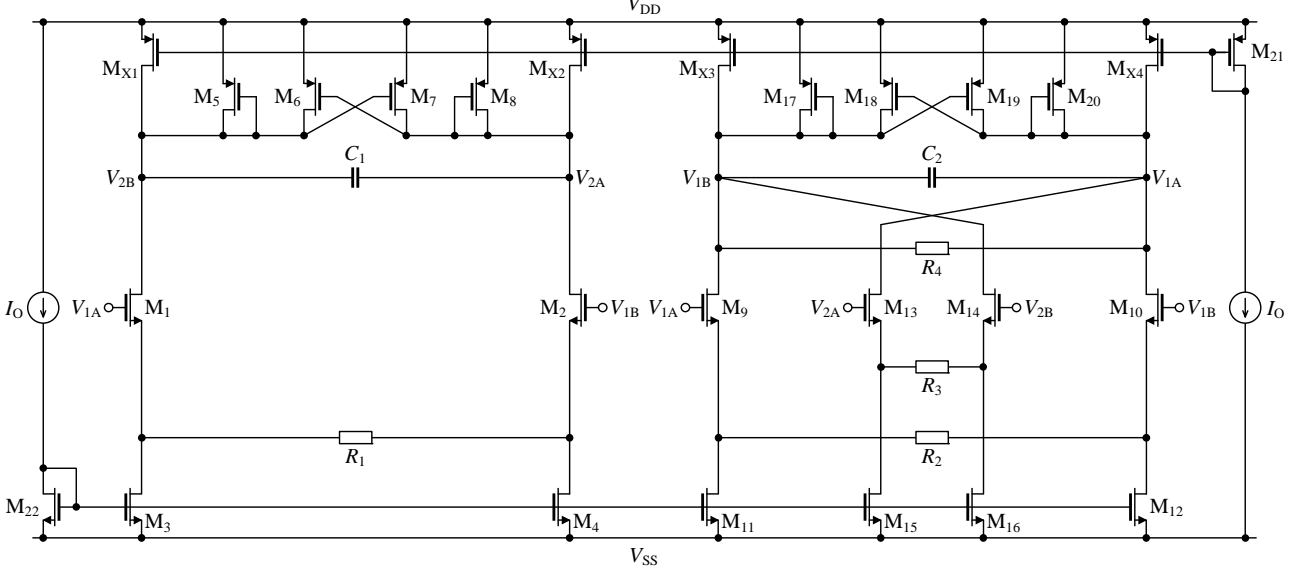 V_DD
M_X1 M_X2 M_X3 M_X4 M_21
M_5 M_6 M_7 M_8 M_17 M_18 M_19 M_20
C_1 C_2
V_2B V_2A V_1B V_1A
R_4
I_O V_1A M_1 M_2 V_1B V_1A M_9 V_2A M_13 M_14 V_2B M_10 V_1B I_O
R_3
R_1 R_2
M_22 M_3 M_4 M_11 M_15 M_16 M_12
V_SS